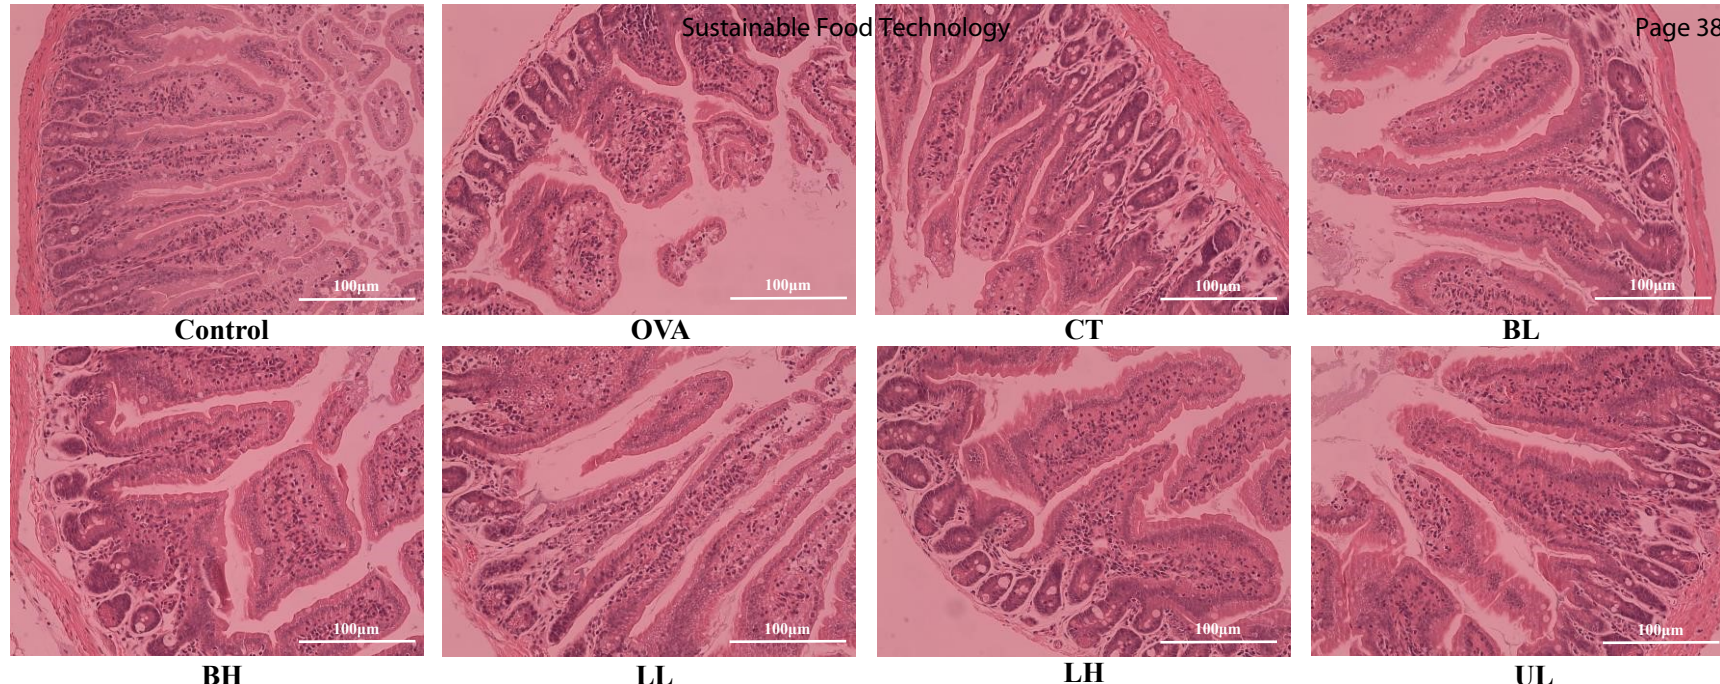 Sustainable Food Technology
Page 38
100μm
100μm
100μm
100μm
Control
OVA
CT
BL
100μm
100μm
100μm
100μm
BH
LL
LH
UL